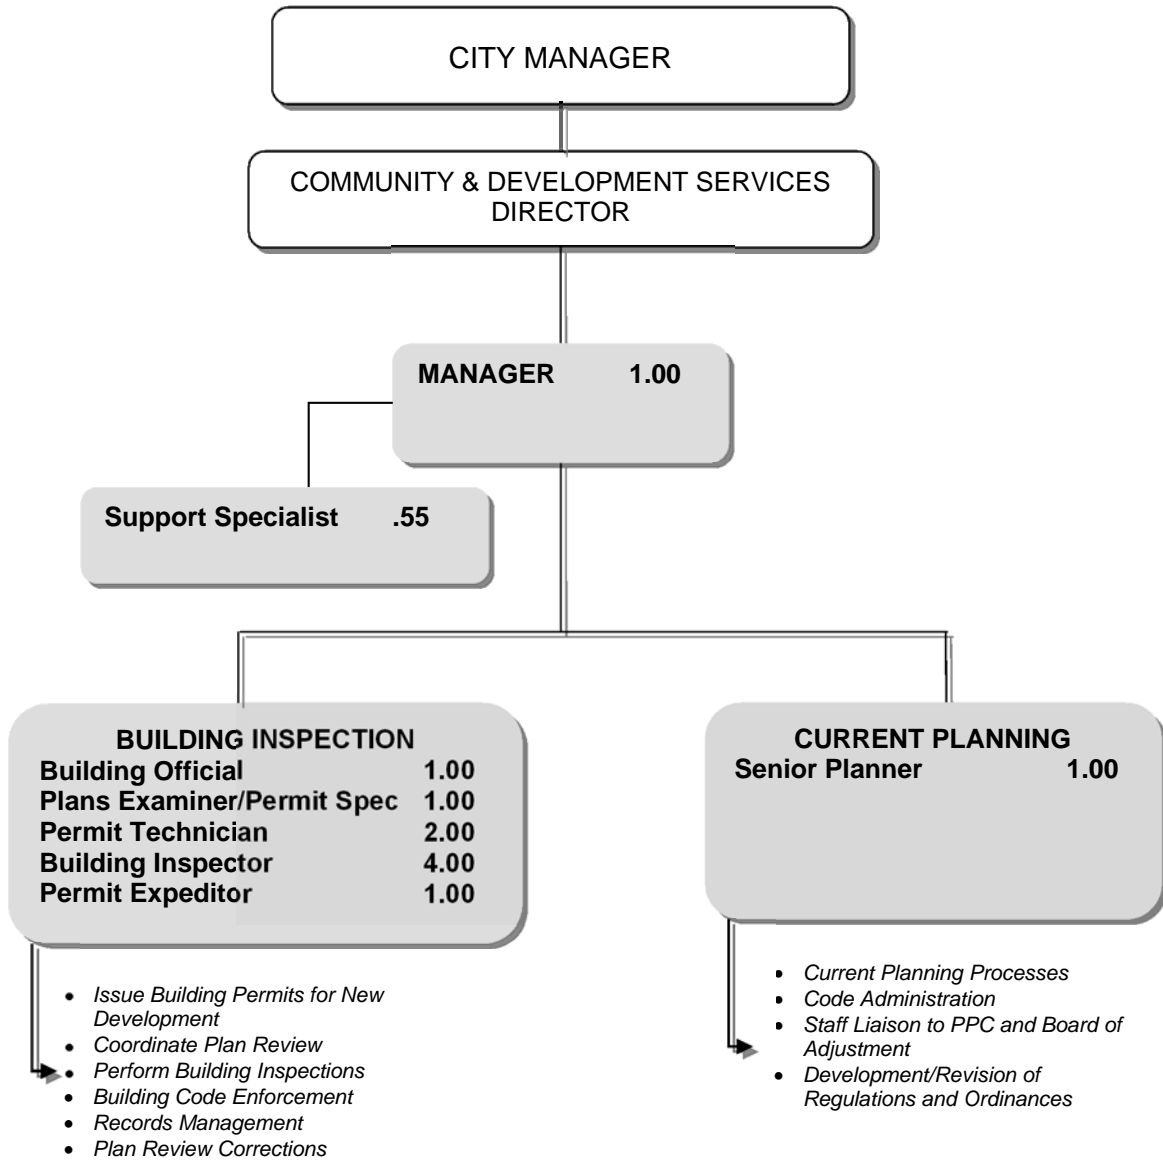 CITY MANAGER
COMMUNITY & DEVELOPMENT SERVICES
DIRECTOR
MANAGER 1.00
Support Specialist .55
BUILDING INSPECTION
Building Official 1.00
Plans Examiner/Permit Spec 1.00
Permit Technician 2.00
Building Inspector 4.00
Permit Expeditor 1.00
CURRENT PLANNING
Senior Planner 1.00
• Issue Building Permits for New
Development
• Coordinate Plan Review
• Perform Building Inspections
• Building Code Enforcement
• Records Management
• Plan Review Corrections
• Current Planning Processes
• Code Administration
• Staff Liaison to PPC and Board of
Adjustment
• Development/Revision of
Regulations and Ordinances